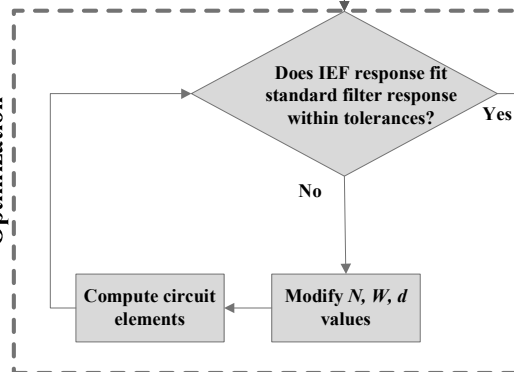 Does IEF response fit
standard filter response
within tolerances?
Yes
No
Compute circuit
elements
Modify N, W, d
values